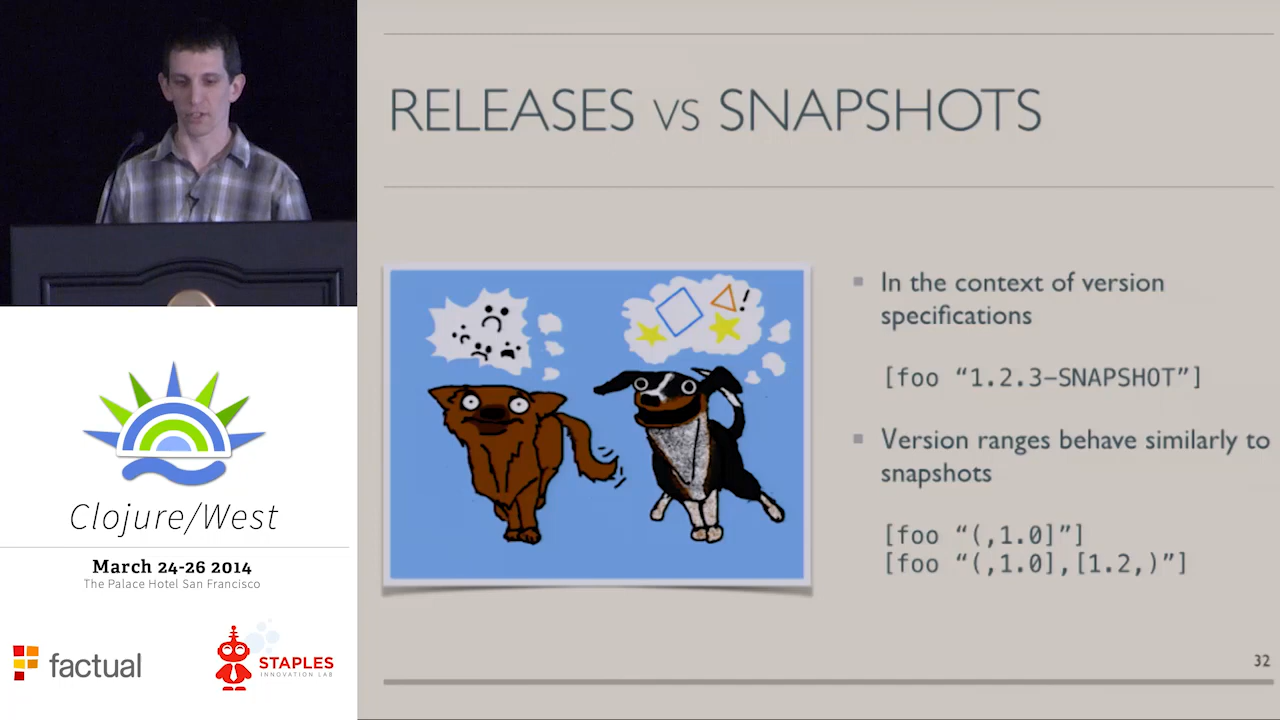 RELEASES VS SNAPSHOTS
In the context of version
specifications
[foo “1.2.3-SNAPSHOT”]
Version ranges behave similarly to
snapshots
[foo “(,1.0]”]
[foo “(,1.0],[1.2,)”]
32
!
Clojure/West
March 24-26 2014
The Palace Hotel San Francisco
factual
STAPLES
INNOVATION LAB